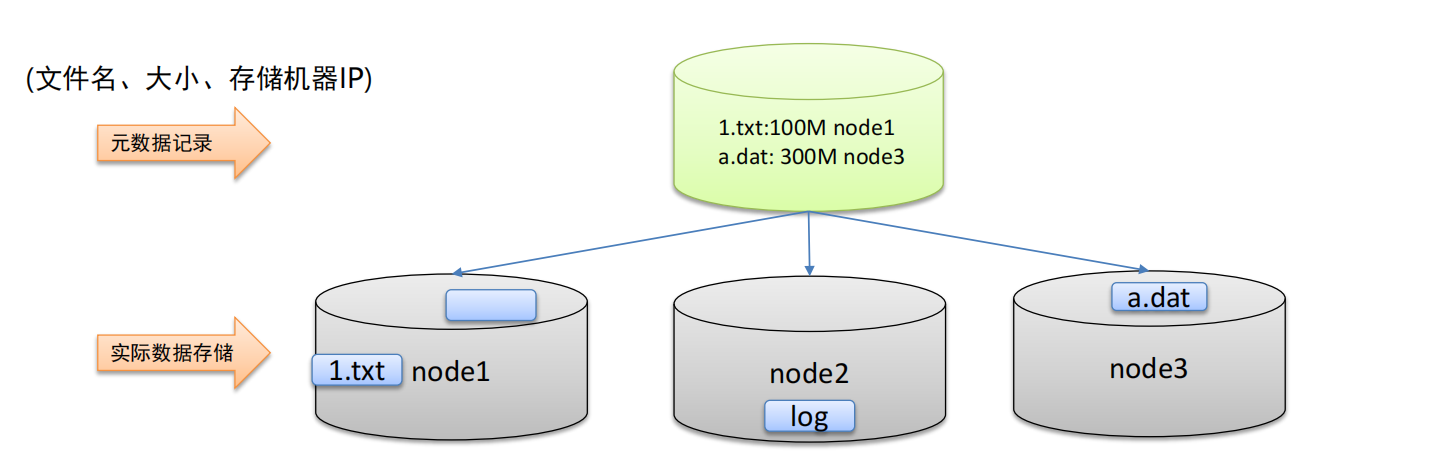 (文件名、大小、存储机器IP)
元数据记录
1.txt:100M node1
a.dat: 300M node3
实际数据存储
1.txt
node1
node2
log
a.dat
node3